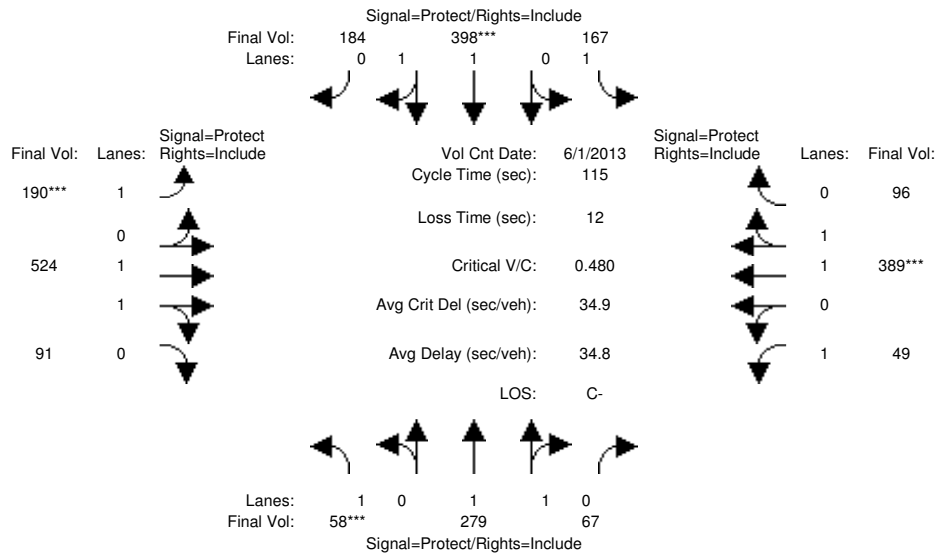 Signal=Protect/Rights=Include
Final Vol: 184 398*** 167
Lanes: 0 1 1 0 1
Signal=Protect
Final Vol: Lanes: Rights=Include
Vol Cnt Date: 6/1/2013
Signal=Protect
Rights=Include Lanes: Final Vol:
Cycle Time (sec): 115
190*** 1
0 96
Loss Time (sec): 12
0
1
524 1
Critical V/C: 0.480
1 389***
1
Avg Crit Del (sec/veh): 34.9
0
91 0
Avg Delay (sec/veh): 34.8
1 49
LOS: C-
Lanes: 1 0 1 1 0
Final Vol: 58*** 279 67
Signal=Protect/Rights=Include